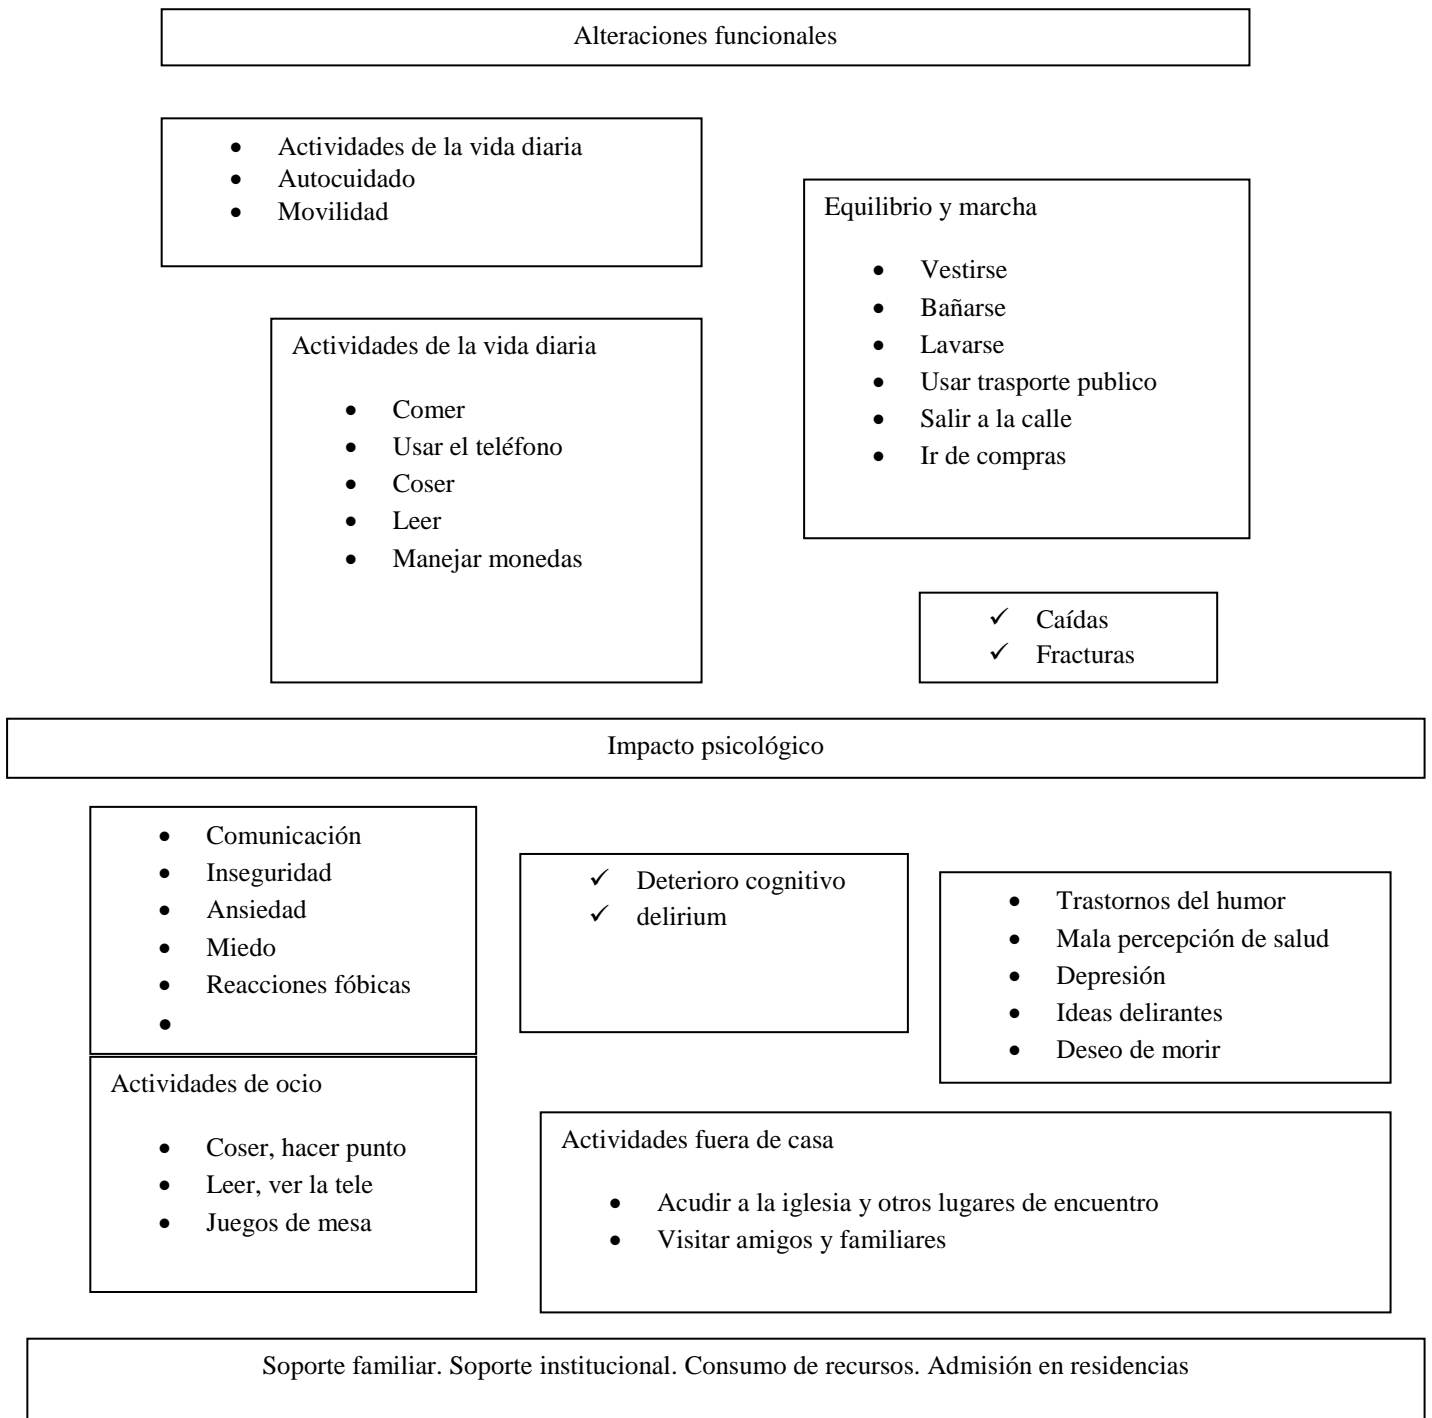 Alteraciones funcionales
• Actividades de la vida diaria
• Autocuidado
• Movilidad
Equilibrio y marcha
• Vestirse
• Bañarse
• Lavarse
• Usar trasporte publico
• Salir a la calle
• Ir de compras
Actividades de la vida diaria
• Comer
• Usar el teléfono
• Coser
• Leer
• Manejar monedas
✓ Caídas
✓ Fracturas
Impacto psicológico
• Comunicación
• Inseguridad
• Ansiedad
• Miedo
• Reacciones fóbicas
•
✓ Deterioro cognitivo
✓ delirium
• Trastornos del humor
• Mala percepción de salud
• Depresión
• Ideas delirantes
• Deseo de morir
Actividades de ocio
• Coser, hacer punto
• Leer, ver la tele
• Juegos de mesa
Actividades fuera de casa
• Acudir a la iglesia y otros lugares de encuentro
• Visitar amigos y familiares
Soporte familiar. Soporte institucional. Consumo de recursos. Admisión en residencias